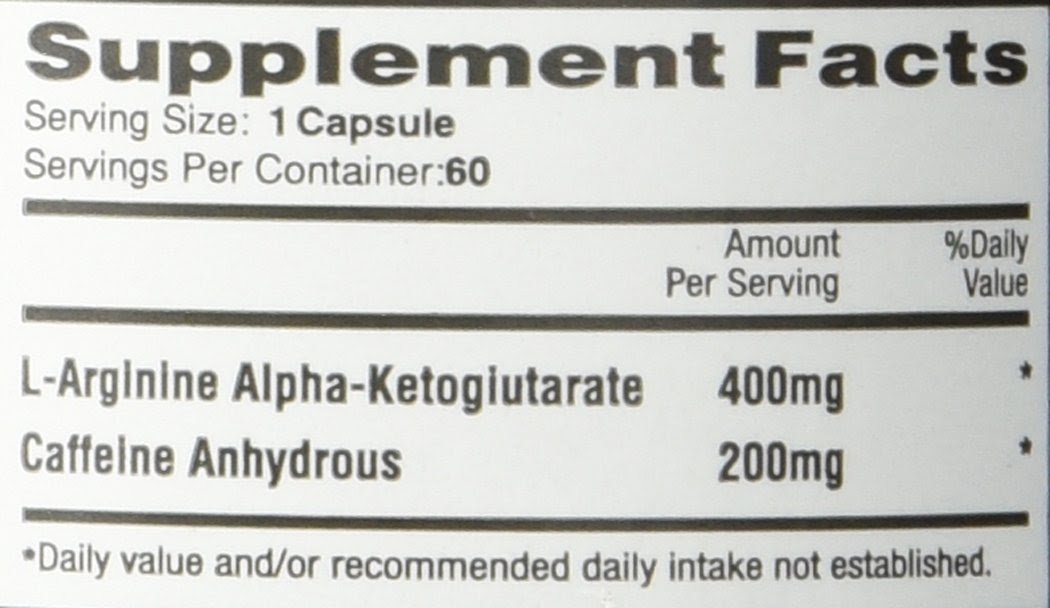 Supplement Facts
Serving Size: 1 Capsule
Servings Per Container:60
Amount Per Serving
%Daily Value
L-Arginine Alpha-Ketogiutarate 400mg *
Caffeine Anhydrous 200mg *
*Daily value and/or recommended daily intake not established.